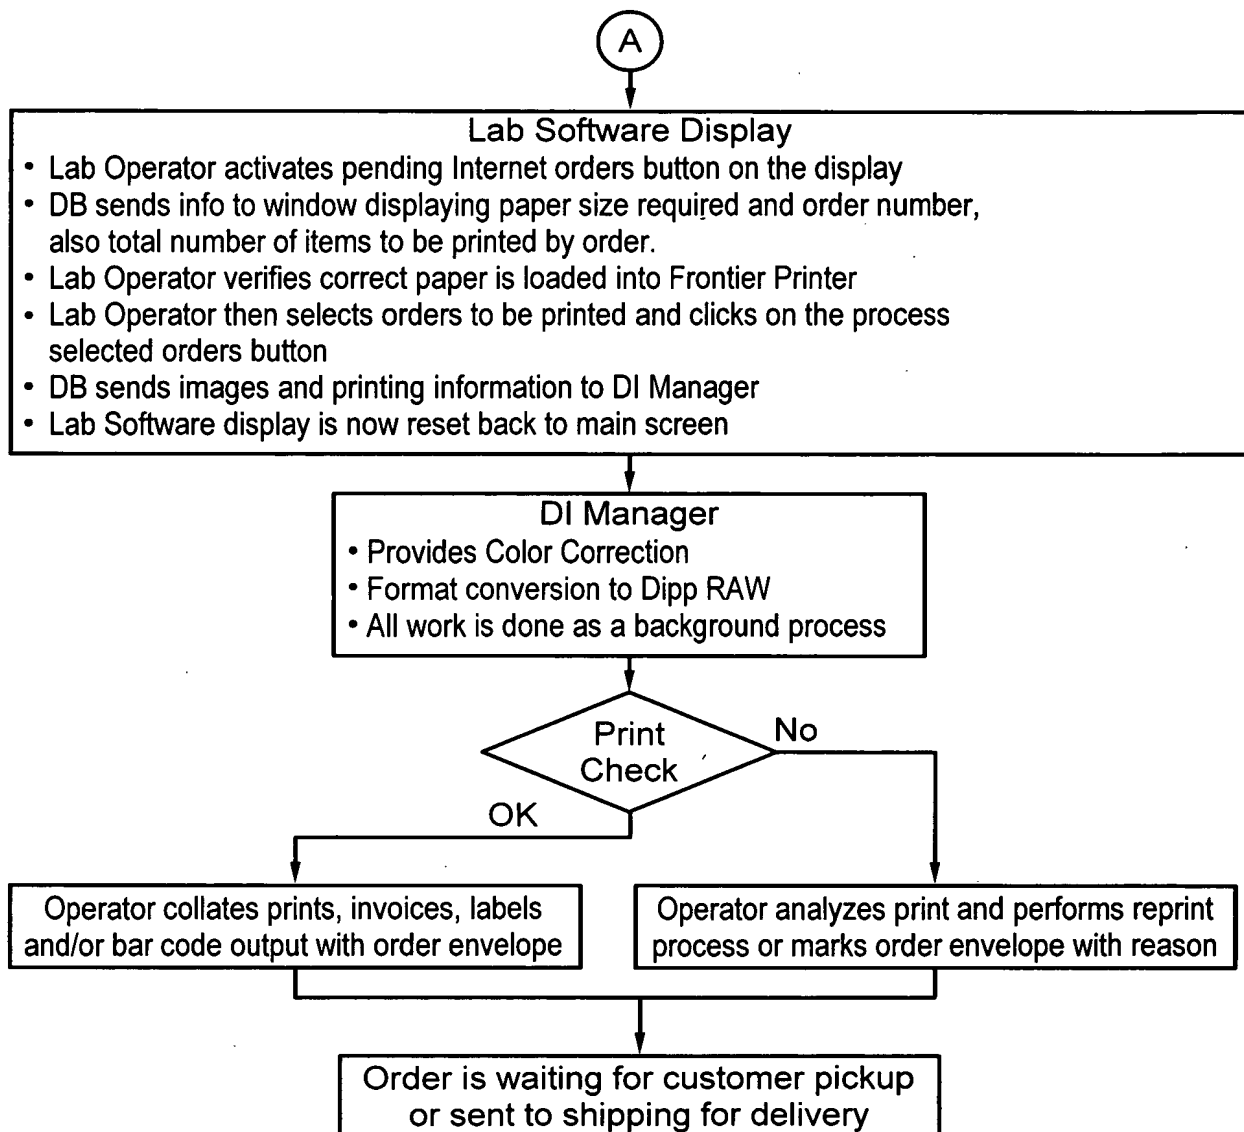 A
Lab Software Display
• Lab Operator activates pending Internet orders button on the display
• DB sends info to window displaying paper size required and order number,
also total number of items to be printed by order.
• Lab Operator verifies correct paper is loaded into Frontier Printer
• Lab Operator then selects orders to be printed and clicks on the process
selected orders button
• DB sends images and printing information to DI Manager
• Lab Software display is now reset back to main screen
DI Manager
• Provides Color Correction
• Format conversion to Dipp RAW
• All work is done as a background process
Print
Check
No
OK
Operator collates prints, invoices, labels
and/or bar code output with order envelope
Operator analyzes print and performs reprint
process or marks order envelope with reason
Order is waiting for customer pickup
or sent to shipping for delivery